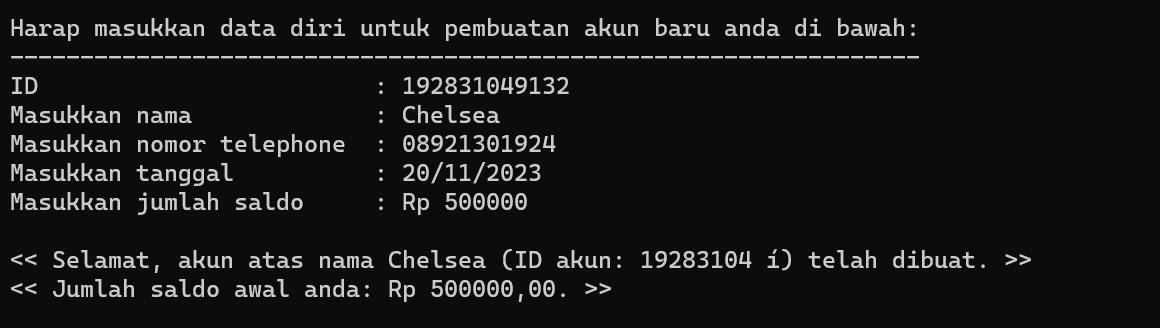 Harap masukkan data diri untuk pembuatan akun baru anda di bawah:
-----------------------------------------------------------------
ID                        : 192831049132
Masukkan nama             : Chelsea
Masukkan nomor telephone  : 08921301924
Masukkan tanggal          : 20/11/2023
Masukkan jumlah saldo     : Rp 500000

<< Selamat, akun atas nama Chelsea (ID akun: 19283104 í) telah dibuat. >>
<< Jumlah saldo awal anda: Rp 500000,00. >>